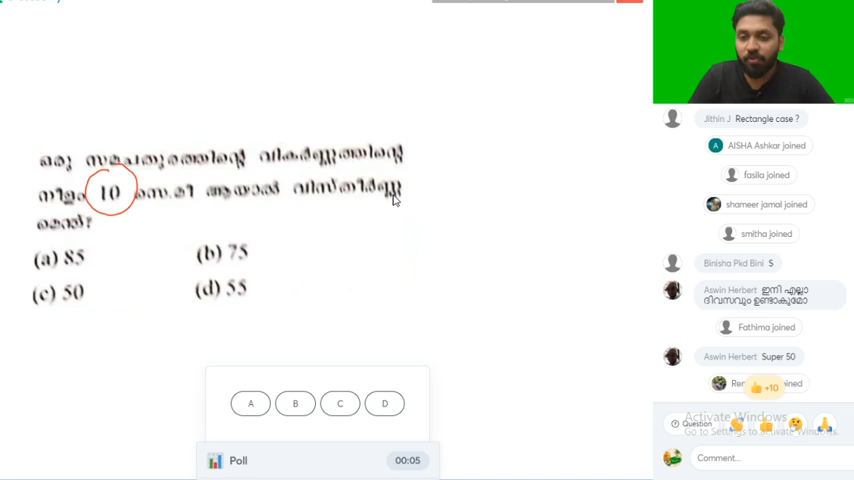 ഒരു സമചതുരത്തിന്റെ വികർണ്ണത്തിന്റെ
നീളം 10 സെ.മീ ആയാൽ വിസ്തീർണ്ണ
മെന്ത്?
(a) 85 (b) 75
(c) 50 (d) 55
A B C D
Poll 00:05
Jithin J Rectangle case ?
A AISHA Ashkar joined
fasila joined
shameer jamal joined
smitha joined
Binisha Pkd Bini S
Aswin Herbert ഇനി എല്ലാ
ദിവസവും ഉണ്ടാകുമോ
Fathima joined
Aswin Herbert Super 50
+10
Activate Windows
Question
Go to Settings to Activate Windows.
Comment...